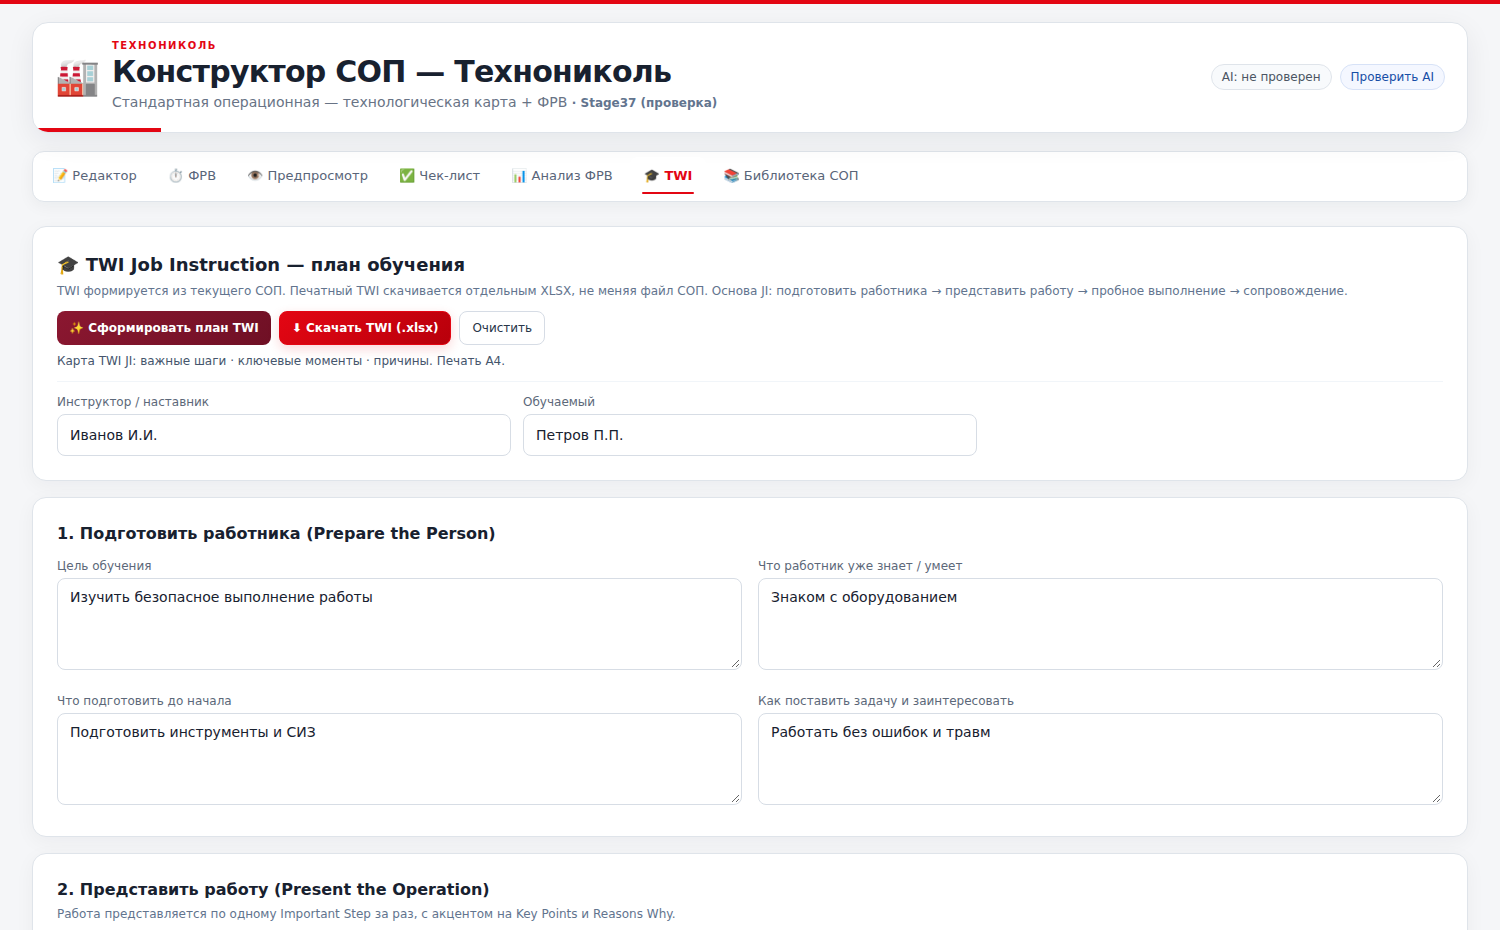 ТЕХНОНИКОЛЬ
Конструктор СОП — Технониколь
Стандартная операционная — технологическая карта + ФРВ · Stage37 (проверка)
AI: не проверен
Проверить AI
📝 Редактор
⏱️ ФРВ
👁️ Предпросмотр
✅ Чек-лист
📊 Анализ ФРВ
🎓 TWI
📚 Библиотека СОП
🎓 TWI Job Instruction — план обучения
TWI формируется из текущего СОП. Печатный TWI скачивается отдельным XLSX, не меняя файл СОП. Основа JI: подготовить работника → представить работу → пробное выполнение → сопровождение.
✨ Сформировать план TWI
⬇ Скачать TWI (.xlsx)
Очистить
Карта TWI JI: важные шаги · ключевые моменты · причины. Печать A4.
Инструктор / наставник
Обучаемый
Иванов И.И.
Петров П.П.
1. Подготовить работника (Prepare the Person)
Цель обучения
Что работник уже знает / умеет
Изучить безопасное выполнение работы
Знаком с оборудованием
Что подготовить до начала
Как поставить задачу и заинтересовать
Подготовить инструменты и СИЗ
Работать без ошибок и травм
2. Представить работу (Present the Operation)
Работа представляется по одному Important Step за раз, с акцентом на Key Points и Reasons Why.